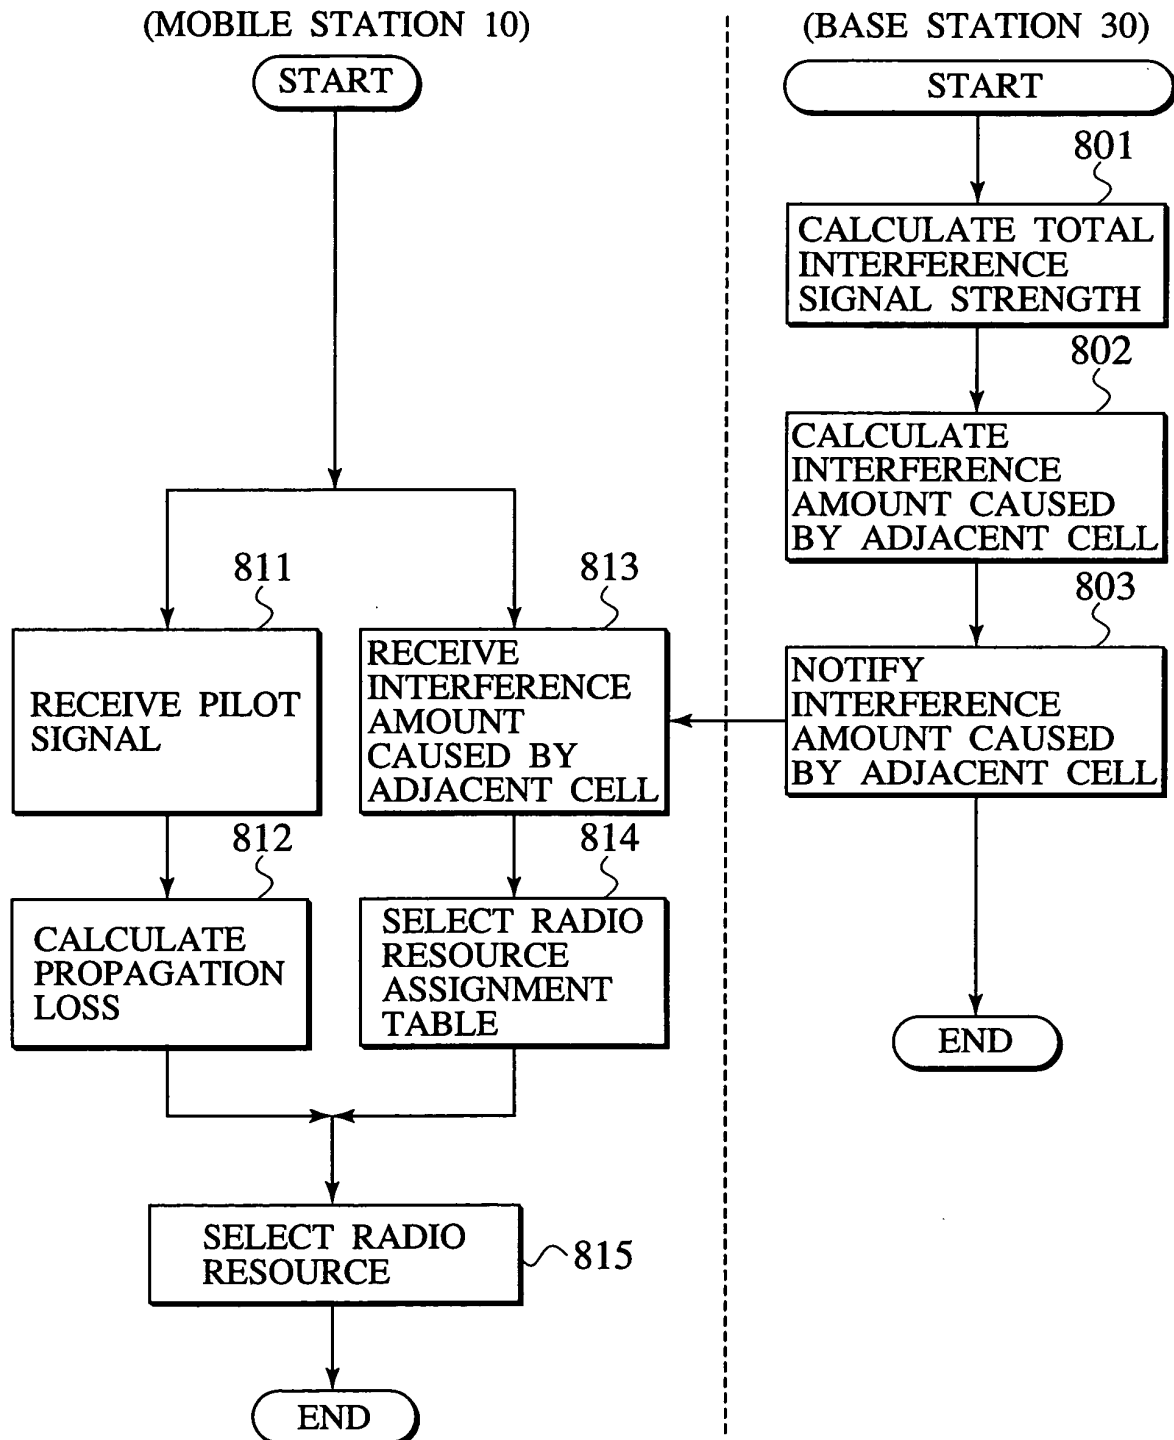 (MOBILE STATION 10)
START
811
RECEIVE PILOT
SIGNAL
812
CALCULATE
PROPAGATION
LOSS
813
RECEIVE
INTERFERENCE
AMOUNT
CAUSED BY
ADJACENT CELL
814
SELECT RADIO
RESOURCE
ASSIGNMENT
TABLE
SELECT RADIO
RESOURCE
815
END
(BASE STATION 30)
START
801
CALCULATE TOTAL
INTERFERENCE
SIGNAL STRENGTH
802
CALCULATE
INTERFERENCE
AMOUNT CAUSED
BY ADJACENT CELL
803
NOTIFY
INTERFERENCE
AMOUNT CAUSED
BY ADJACENT CELL
END